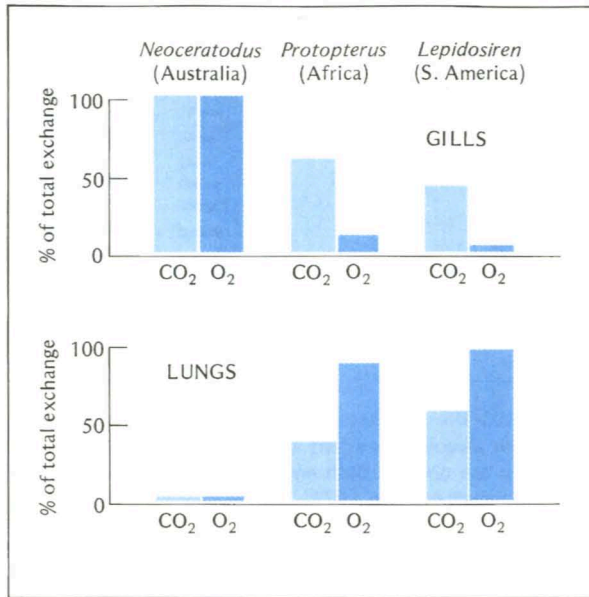 Neoceratodus Protopterus Lepidosiren
(Australia) (Africa) (S. America)
% of total exchange
100
50
0
GILLS
CO₂ O₂ CO₂ O₂ CO₂ O₂
% of total exchange
100
50
0
LUNGS
CO₂ O₂ CO₂ O₂ CO₂ O₂